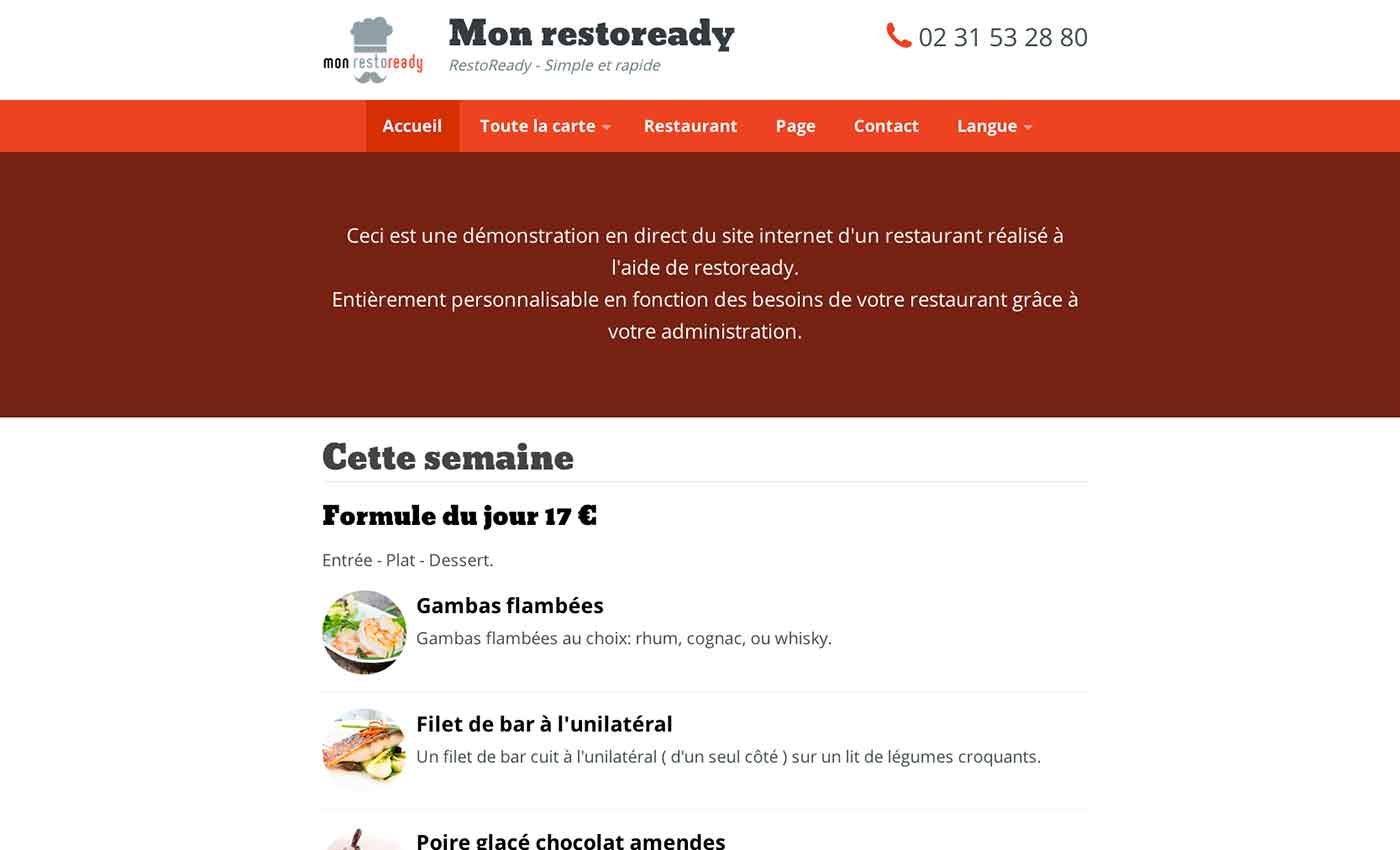 mon restoready
Mon restoready
RestoReady - Simple et rapide
02 31 53 28 80
Accueil
Toute la carte
Restaurant
Page
Contact
Langue
Ceci est une démonstration en direct du site internet d'un restaurant réalisé à
l'aide de restoready.
Entièrement personnalisable en fonction des besoins de votre restaurant grâce à
votre administration.
Cette semaine
Formule du jour 17 €
Entrée - Plat - Dessert.
Gambas flambées
Gambas flambées au choix: rhum, cognac, ou whisky.
Filet de bar à l'unilatéral
Un filet de bar cuit à l'unilatéral ( d'un seul côté ) sur un lit de légumes croquants.
Poire glacé chocolat amendes